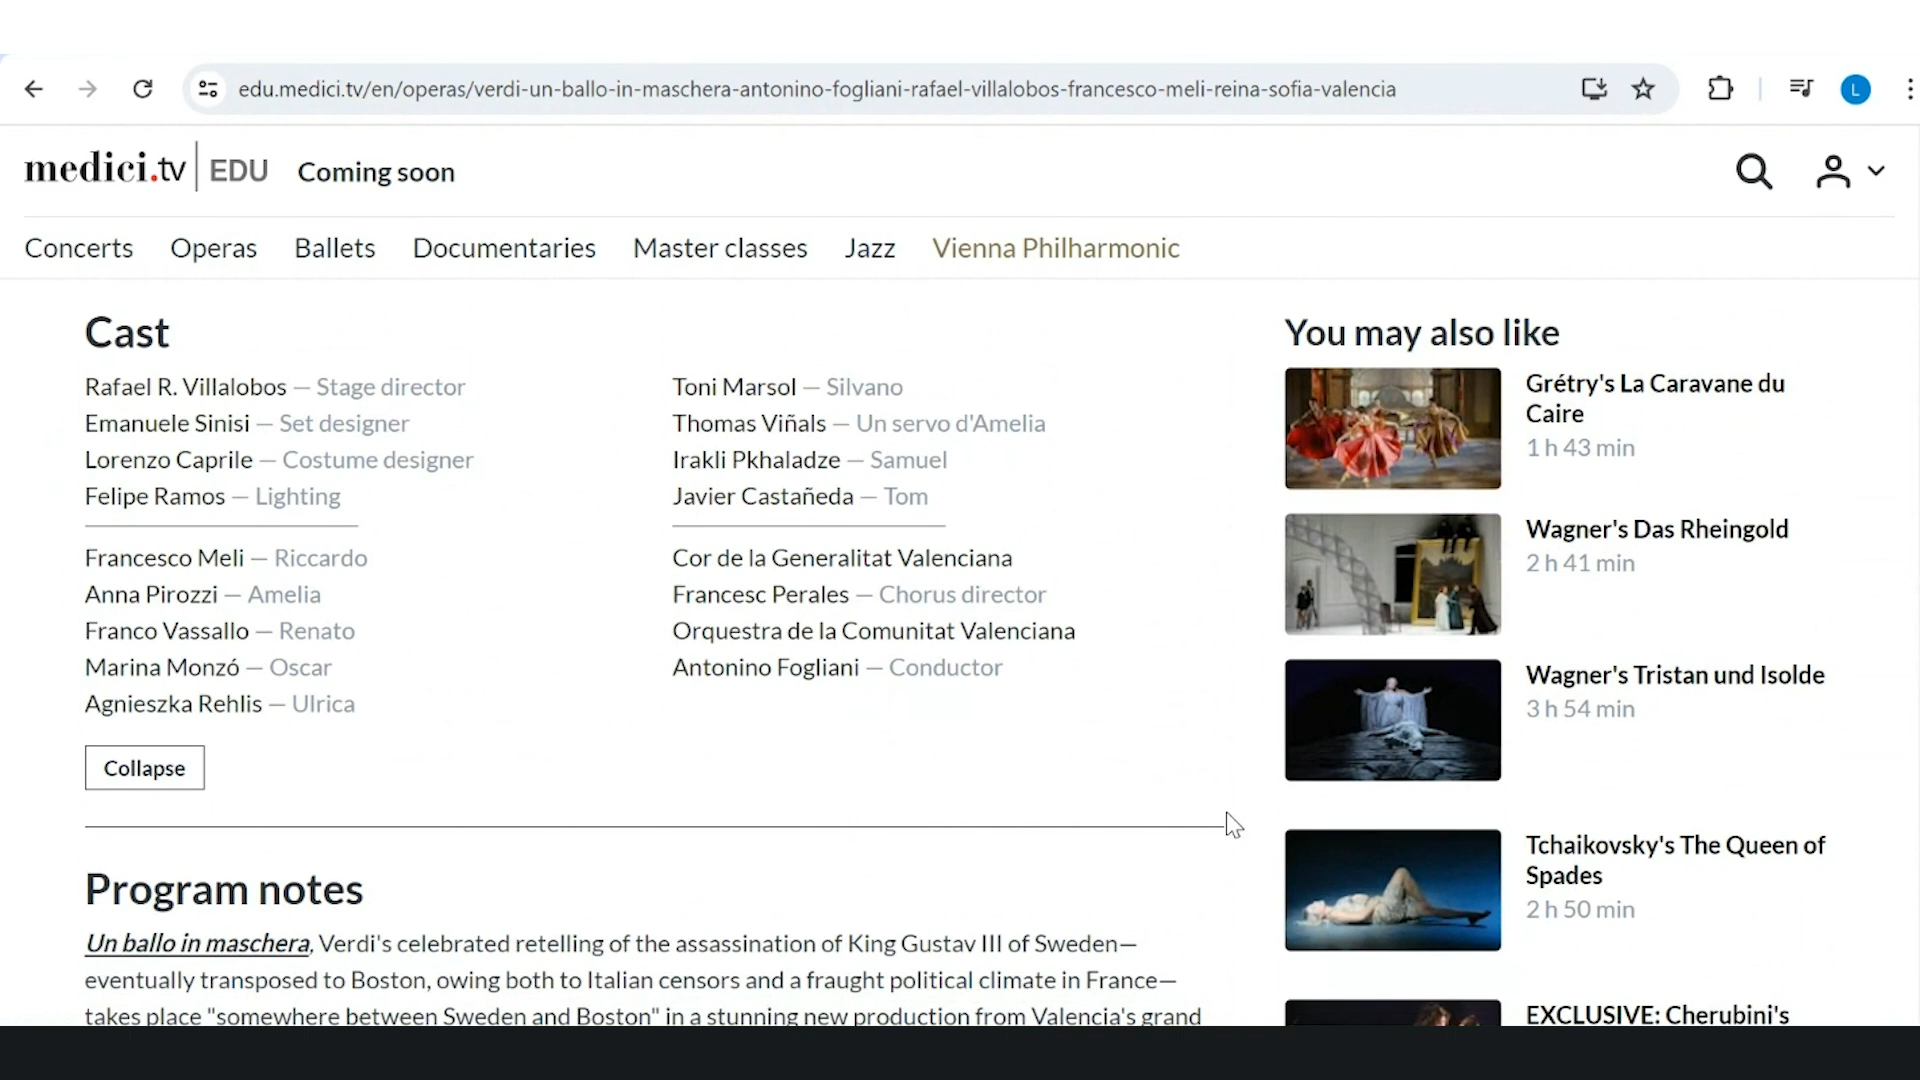 edu.medici.tv/en/operas/verdi-un-ballo-in-maschera-antonino-fogliani-rafael-villalobos-francesco-meli-reina-sofia-valencia
L
medici.tv EDU Coming soon
Concerts Operas Ballets Documentaries Master classes Jazz Vienna Philharmonic
Cast
Rafael R. Villalobos — Stage director
Emanuele Sinisi — Set designer
Lorenzo Caprile — Costume designer
Felipe Ramos — Lighting
Francesco Meli — Riccardo
Anna Pirozzi — Amelia
Franco Vassallo — Renato
Marina Monzó — Oscar
Agnieszka Rehlis — Ulrica
Toni Marsol — Silvano
Thomas Viñals — Un servo d'Amelia
Irakli Pkhaladze — Samuel
Javier Castañeda — Tom
Cor de la Generalitat Valenciana
Francesc Perales — Chorus director
Orquestra de la Comunitat Valenciana
Antonino Fogliani — Conductor
Collapse
Program notes
Un ballo in maschera, Verdi's celebrated retelling of the assassination of King Gustav III of Sweden—
eventually transposed to Boston, owing both to Italian censors and a fraught political climate in France—
takes place "somewhere between Sweden and Boston" in a stunning new production from Valencia's grand
You may also like
Grétry's La Caravane du
Caire
1 h 43 min
Wagner's Das Rheingold
2 h 41 min
Wagner's Tristan und Isolde
3 h 54 min
Tchaikovsky's The Queen of
Spades
2 h 50 min
EXCLUSIVE: Cherubini's